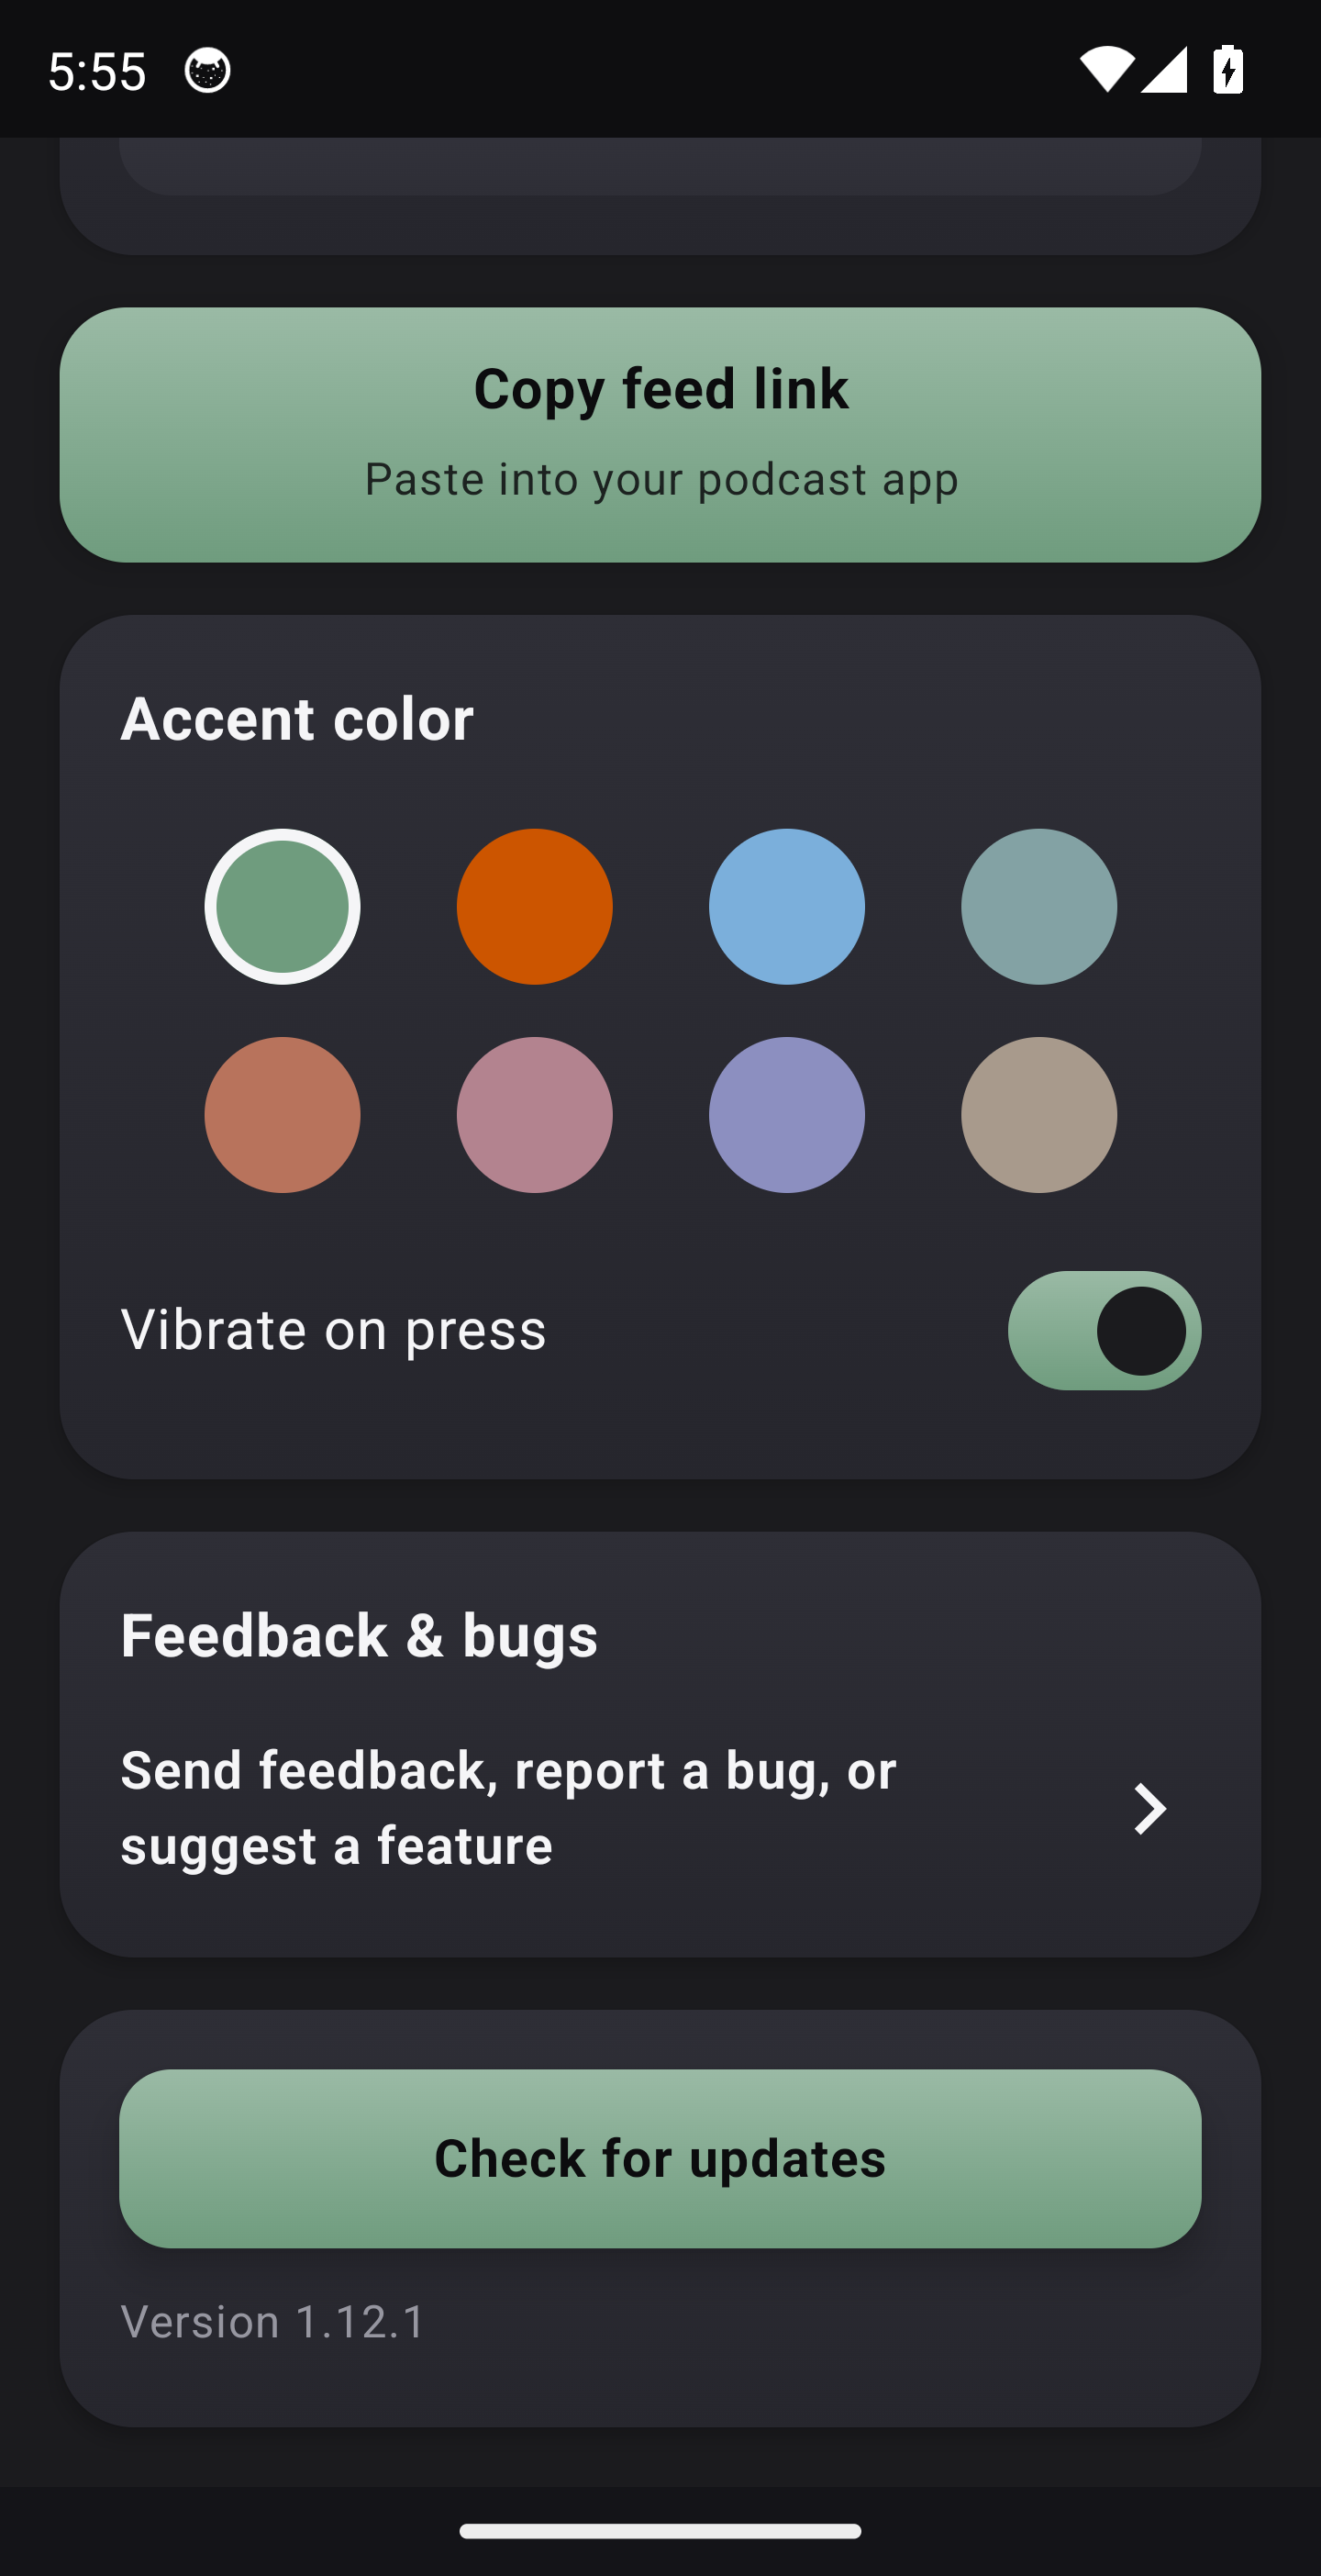 5:55
Copy feed link
Paste into your podcast app
Accent color
Vibrate on press
Feedback & bugs
Send feedback, report a bug, or
suggest a feature
Check for updates
Version 1.12.1